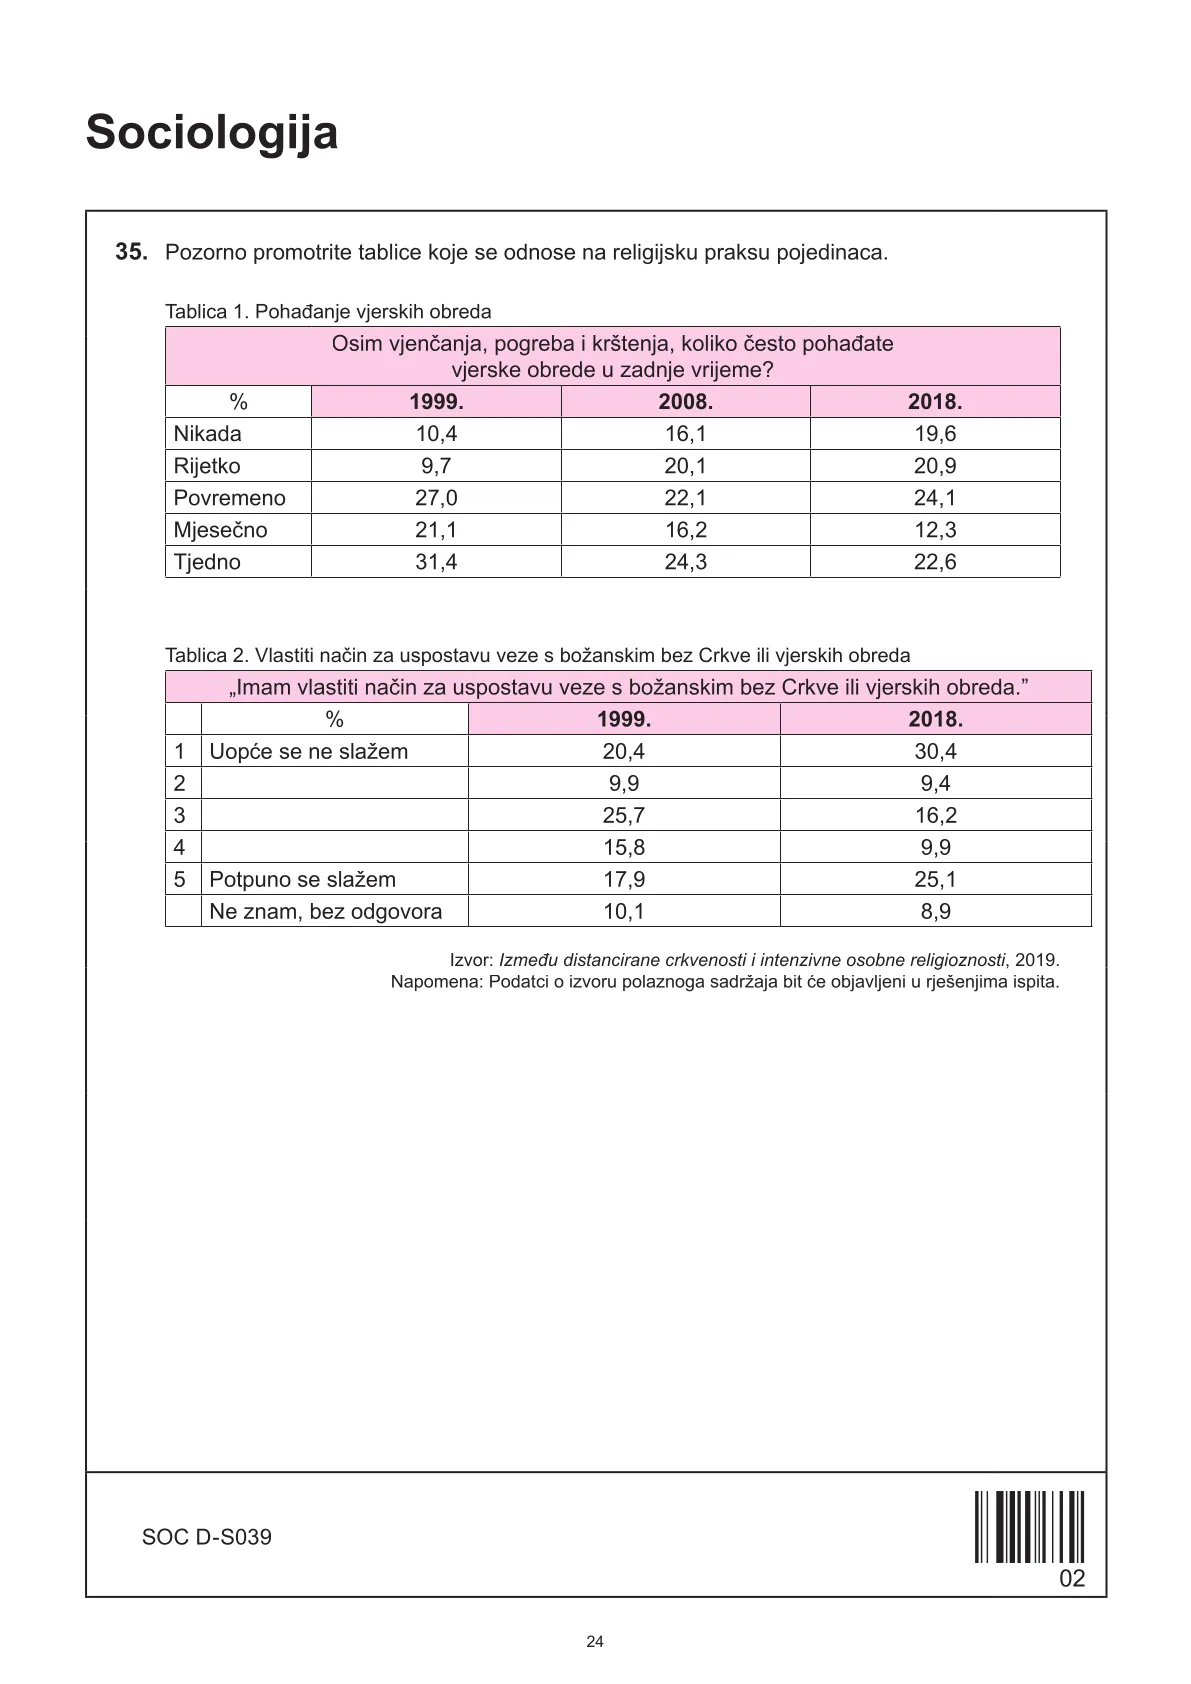 Sociologija
35. Pozorno promotrite tablice koje se odnose na religijsku praksu pojedinaca.
Tablica 1. Pohađanje vjerskih obreda
Osim vjenčanja, pogreba i krštenja, koliko često pohađate
vjerske obrede u zadnje vrijeme?
% 1999. 2008. 2018.
Nikada 10,4 16,1 19,6
Rijetko 9,7 20,1 20,9
Povremeno 27,0 22,1 24,1
Mjesečno 21,1 16,2 12,3
Tjedno 31,4 24,3 22,6
Tablica 2. Vlastiti način za uspostavu veze s božanskim bez Crkve ili vjerskih obreda
„Imam vlastiti način za uspostavu veze s božanskim bez Crkve ili vjerskih obreda.”
% 1999. 2018.
1 Uopće se ne slažem 20,4 30,4
2 9,9 9,4
3 25,7 16,2
4 15,8 9,9
5 Potpuno se slažem 17,9 25,1
Ne znam, bez odgovora 10,1 8,9
Izvor: Između distancirane crkvenosti i intenzivne osobne religioznosti, 2019.
Napomena: Podatci o izvoru polaznoga sadržaja bit će objavljeni u rješenjima ispita.
SOC D-S039
02
24